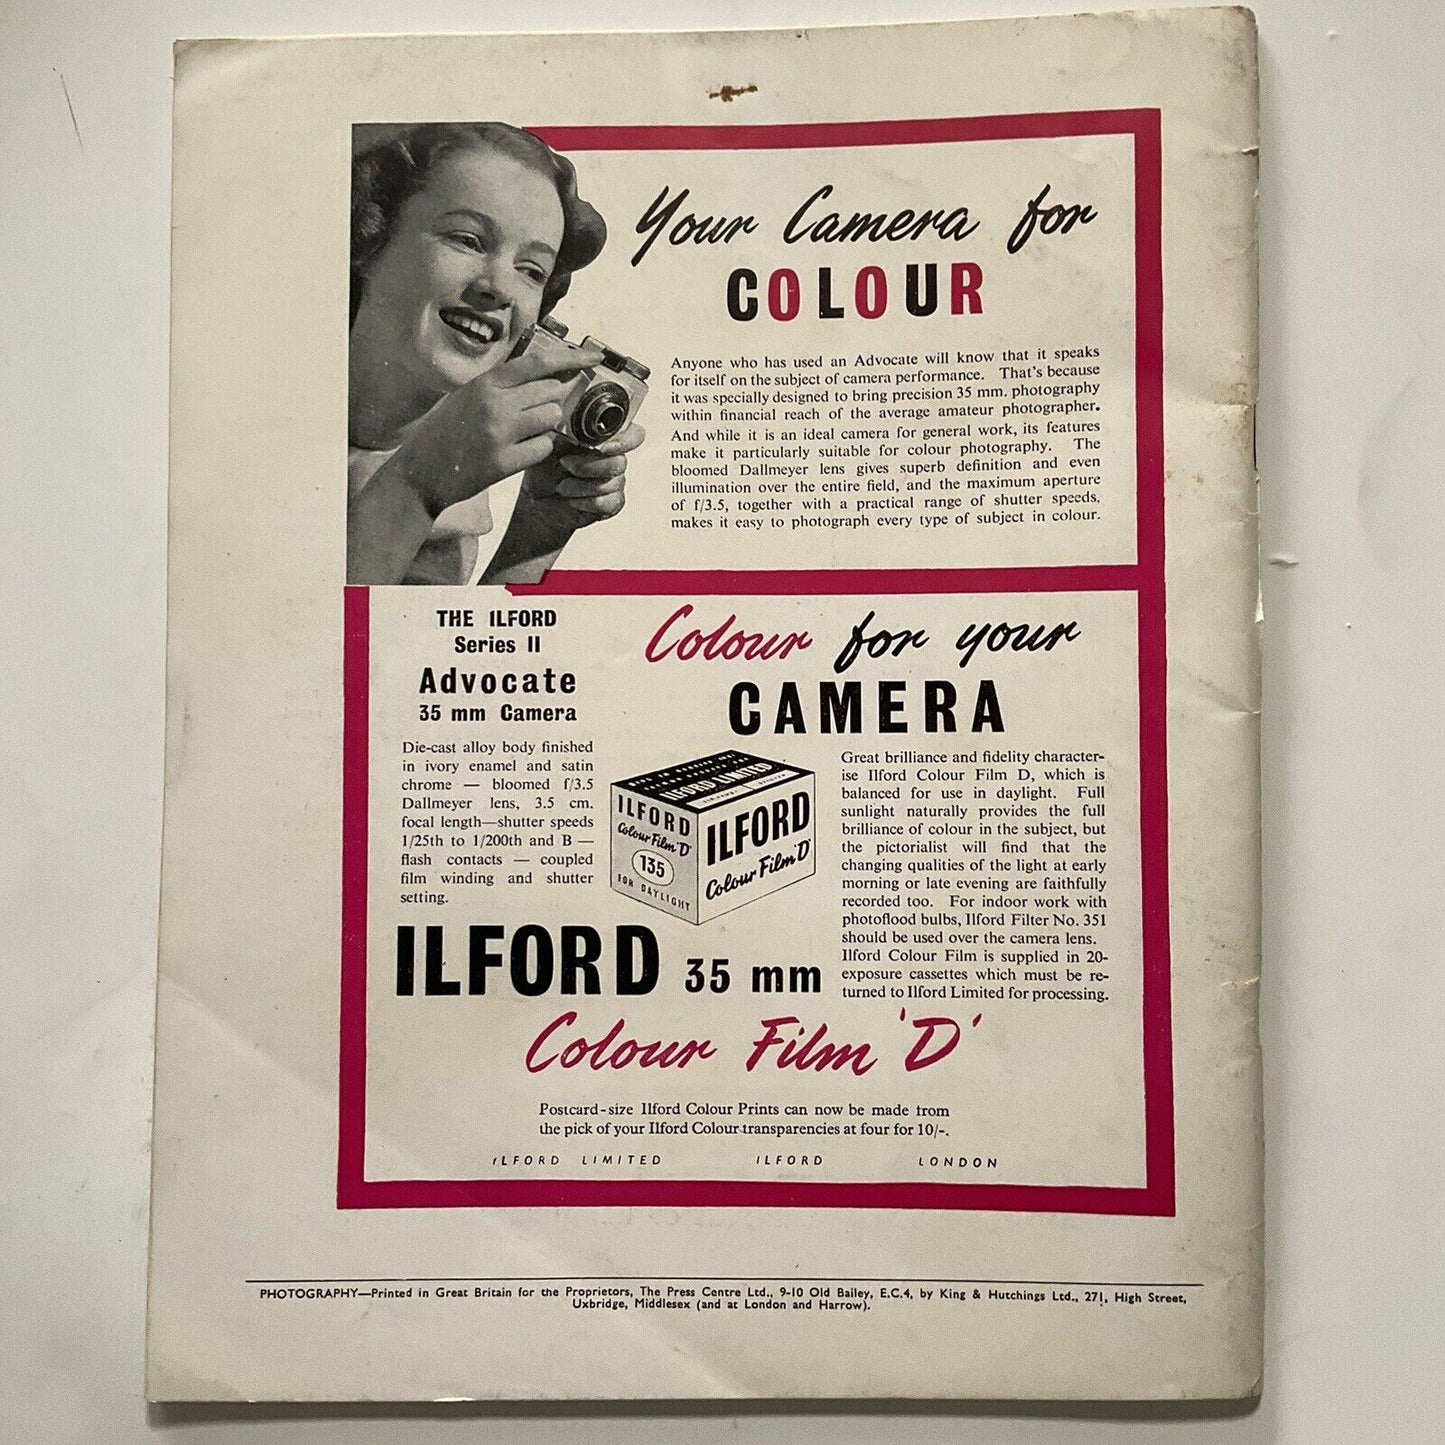 Your Camera for
COLOUR
Anyone who has used an Advocate will know that it speaks
for itself on the subject of camera performance. That's because
it was specially designed to bring precision 35 mm. photography
within financial reach of the average amateur photographer.
And while it is an ideal camera for general work, its features
make it particularly suitable for colour photography. The
bloomed Dallmeyer lens gives superb definition and even
illumination over the entire field, and the maximum aperture
of f/3.5, together with a practical range of shutter speeds,
makes it easy to photograph every type of subject in colour.
THE ILFORD
Series II
Advocate
35 mm Camera
Die-cast alloy body finished
in ivory enamel and satin
chrome — bloomed f/3.5
Dallmeyer lens, 3.5 cm.
focal length—shutter speeds
1/25th to 1/200th and B —
flash contacts — coupled
film winding and shutter
setting.
Colour for your
CAMERA
ILFORD LIMITED
ILFORD
Colour Film 'D'
135
FOR DAYLIGHT
ILFORD
Colour Film 'D'
Great brilliance and fidelity character-
ise Ilford Colour Film D, which is
balanced for use in daylight. Full
sunlight naturally provides the full
brilliance of colour in the subject, but
the pictorialist will find that the
changing qualities of the light at early
morning or late evening are faithfully
recorded too. For indoor work with
photoflood bulbs, Ilford Filter No. 351
should be used over the camera lens.
Ilford Colour Film is supplied in 20-
exposure cassettes which must be re-
turned to Ilford Limited for processing.
ILFORD 35 mm
Colour Film 'D'
Postcard-size Ilford Colour Prints can now be made from
the pick of your Ilford Colour transparencies at four for 10/-.
ILFORD LIMITED ILFORD LONDON
PHOTOGRAPHY—Printed in Great Britain for the Proprietors, The Press Centre Ltd., 9-10 Old Bailey, E.C.4, by King & Hutchings Ltd., 271, High Street,
Uxbridge, Middlesex (and at London and Harrow).